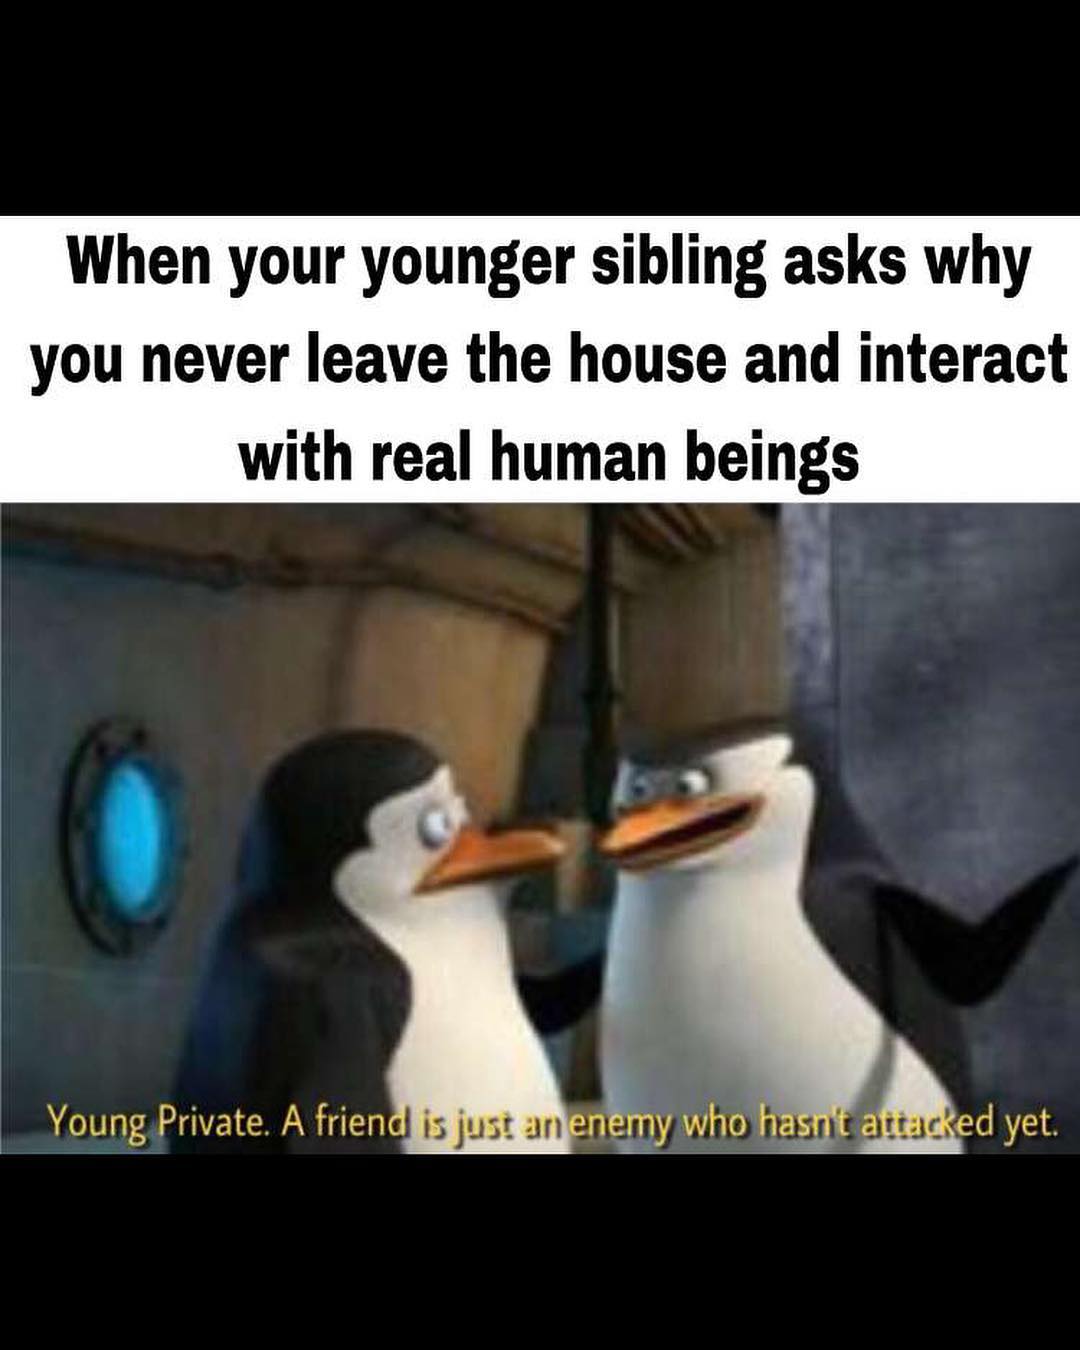 When your younger sibling asks why
you never leave the house and interact
with real human beings
Young Private. A friend is just an enemy who hasn't attacked yet.